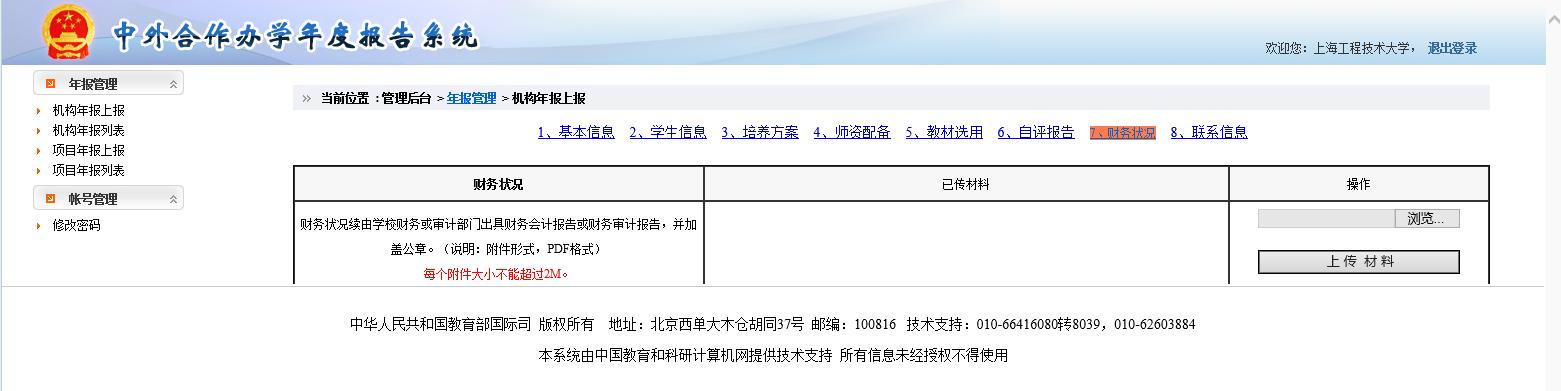 中外合作办学年度报告系统
欢迎您：上海工程技术大学， 退出登录
年报管理
机构年报上报
机构年报列表
项目年报上报
项目年报列表
帐号管理
修改密码
当前位置 ：管理后台 > 年报管理 > 机构年报上报
1、基本信息 2、学生信息 3、培养方案 4、师资配备 5、教材选用 6、自评报告 7、财务状况 8、联系信息
财务状况 已传材料 操作
财务状况续由学校财务或审计部门出具财务会计报告或财务审计报告，并加
盖公章。（说明：附件形式，PDF格式）
每个附件大小不能超过2M。
浏览...
上 传 材 料
中华人民共和国教育部国际司 版权所有 地址：北京西单大木仓胡同37号 邮编：100816 技术支持：010-66416080转8039，010-62603884
本系统由中国教育和科研计算机网提供技术支持 所有信息未经授权不得使用